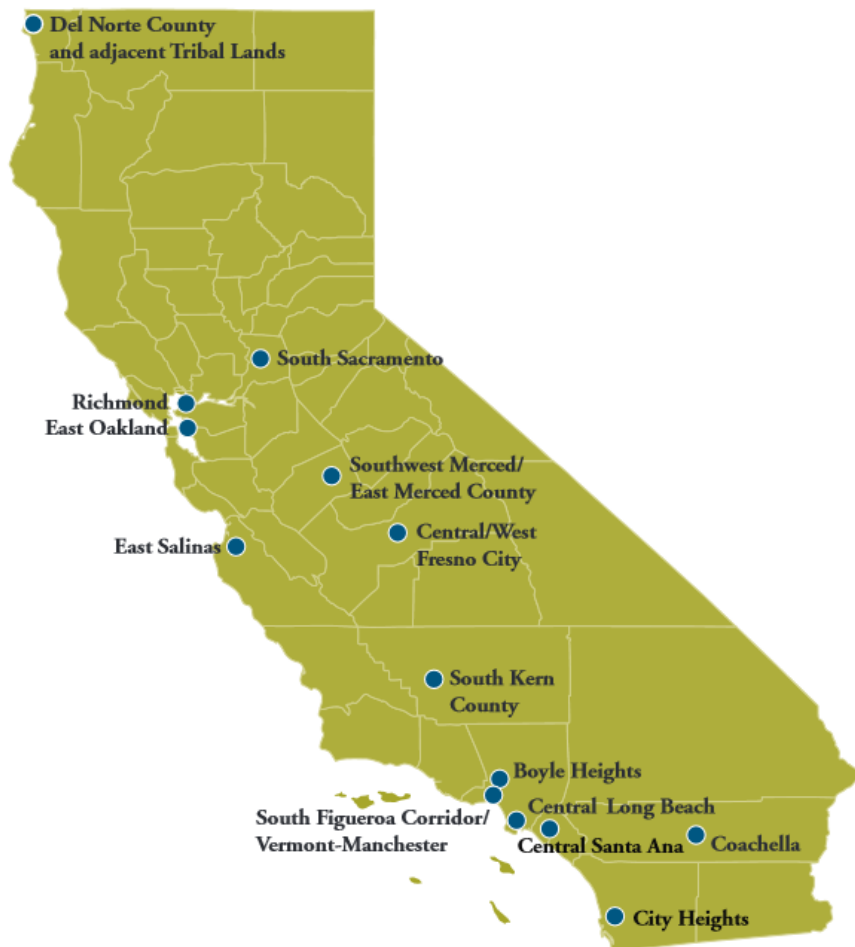 Del Norte County
and adjacent Tribal Lands
South Sacramento
Richmond
East Oakland
Southwest Merced/
East Merced County
Central/West
Fresno City
East Salinas
South Kern
County
Boyle Heights
Central Long Beach
South Figueroa Corridor/
Vermont-Manchester
Central Santa Ana
Coachella
City Heights